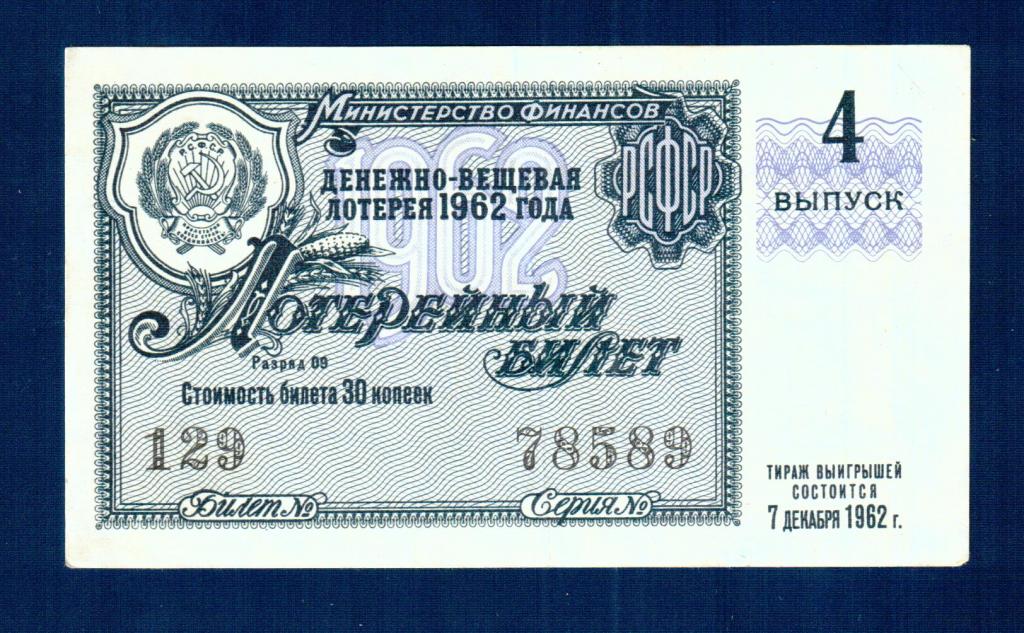 Министерство финансов
РСФСР
РСФСР
1962
ДЕНЕЖНО-ВЕЩЕВАЯ
ЛОТЕРЕЯ 1962 ГОДА
ЛОТЕРЕЙНЫЙ
БИЛЕТ
Разряд 09
Стоимость билета 30 копеек
129 78589
Билет № Серия №
4
ВЫПУСК
ТИРАЖ ВЫИГРЫШЕЙ
СОСТОИТСЯ
7 ДЕКАБРЯ 1962 г.